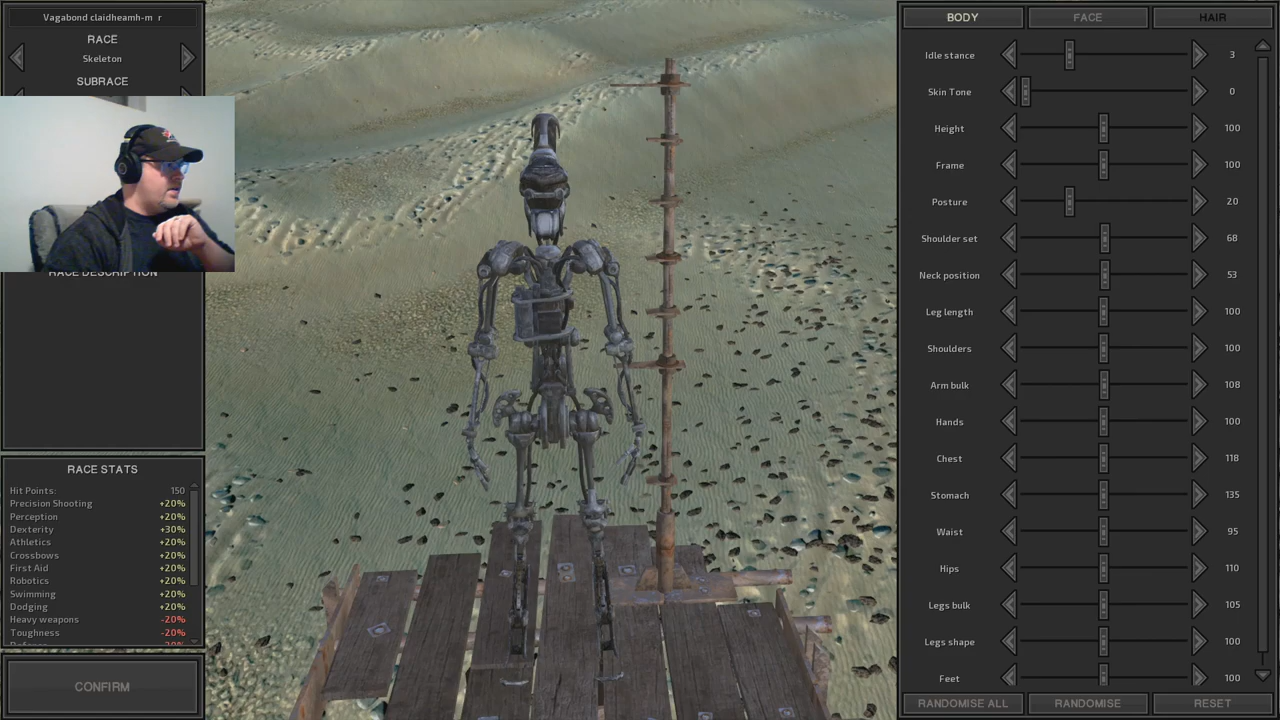 Vagabond claidheamh-m r
RACE
Skeleton
SUBRACE
RACE DESCRIPTION
RACE STATS
Hit Points: 150
Precision Shooting +20%
Perception +20%
Dexterity +30%
Athletics +20%
Crossbows +20%
First Aid +20%
Robotics +20%
Swimming +20%
Dodging +20%
Heavy weapons -20%
Toughness -20%
CONFIRM
BODY FACE HAIR
Idle stance 3
Skin Tone 0
Height 100
Frame 100
Posture 20
Shoulder set 68
Neck position 53
Leg length 100
Shoulders 100
Arm bulk 108
Hands 100
Chest 118
Stomach 135
Waist 95
Hips 110
Legs bulk 105
Legs shape 100
Feet 100
RANDOMISE ALL RANDOMISE RESET